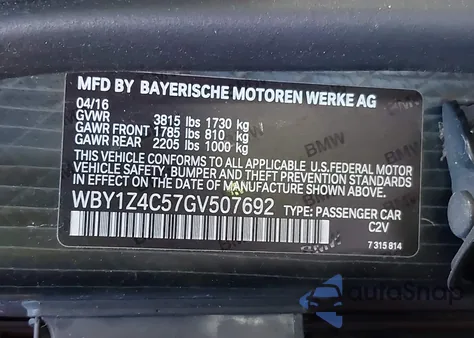 MFD BY BAYERISCHE MOTOREN WERKE AG
04/16
GVWR 3815 lbs 1730 kg
GAWR FRONT 1785 lbs 810 kg
GAWR REAR 2205 lbs 1000 kg
THIS VEHICLE CONFORMS TO ALL APPLICABLE U.S.FEDERAL MOTOR
VEHICLE SAFETY, BUMPER, AND THEFT PREVENTION STANDARDS
IN EFFECT ON THE DATE OF MANUFACTURE SHOWN ABOVE.
WBY1Z4C57GV507692 TYPE: PASSENGER CAR
C2V
7 315 814
BMW
autoSnap